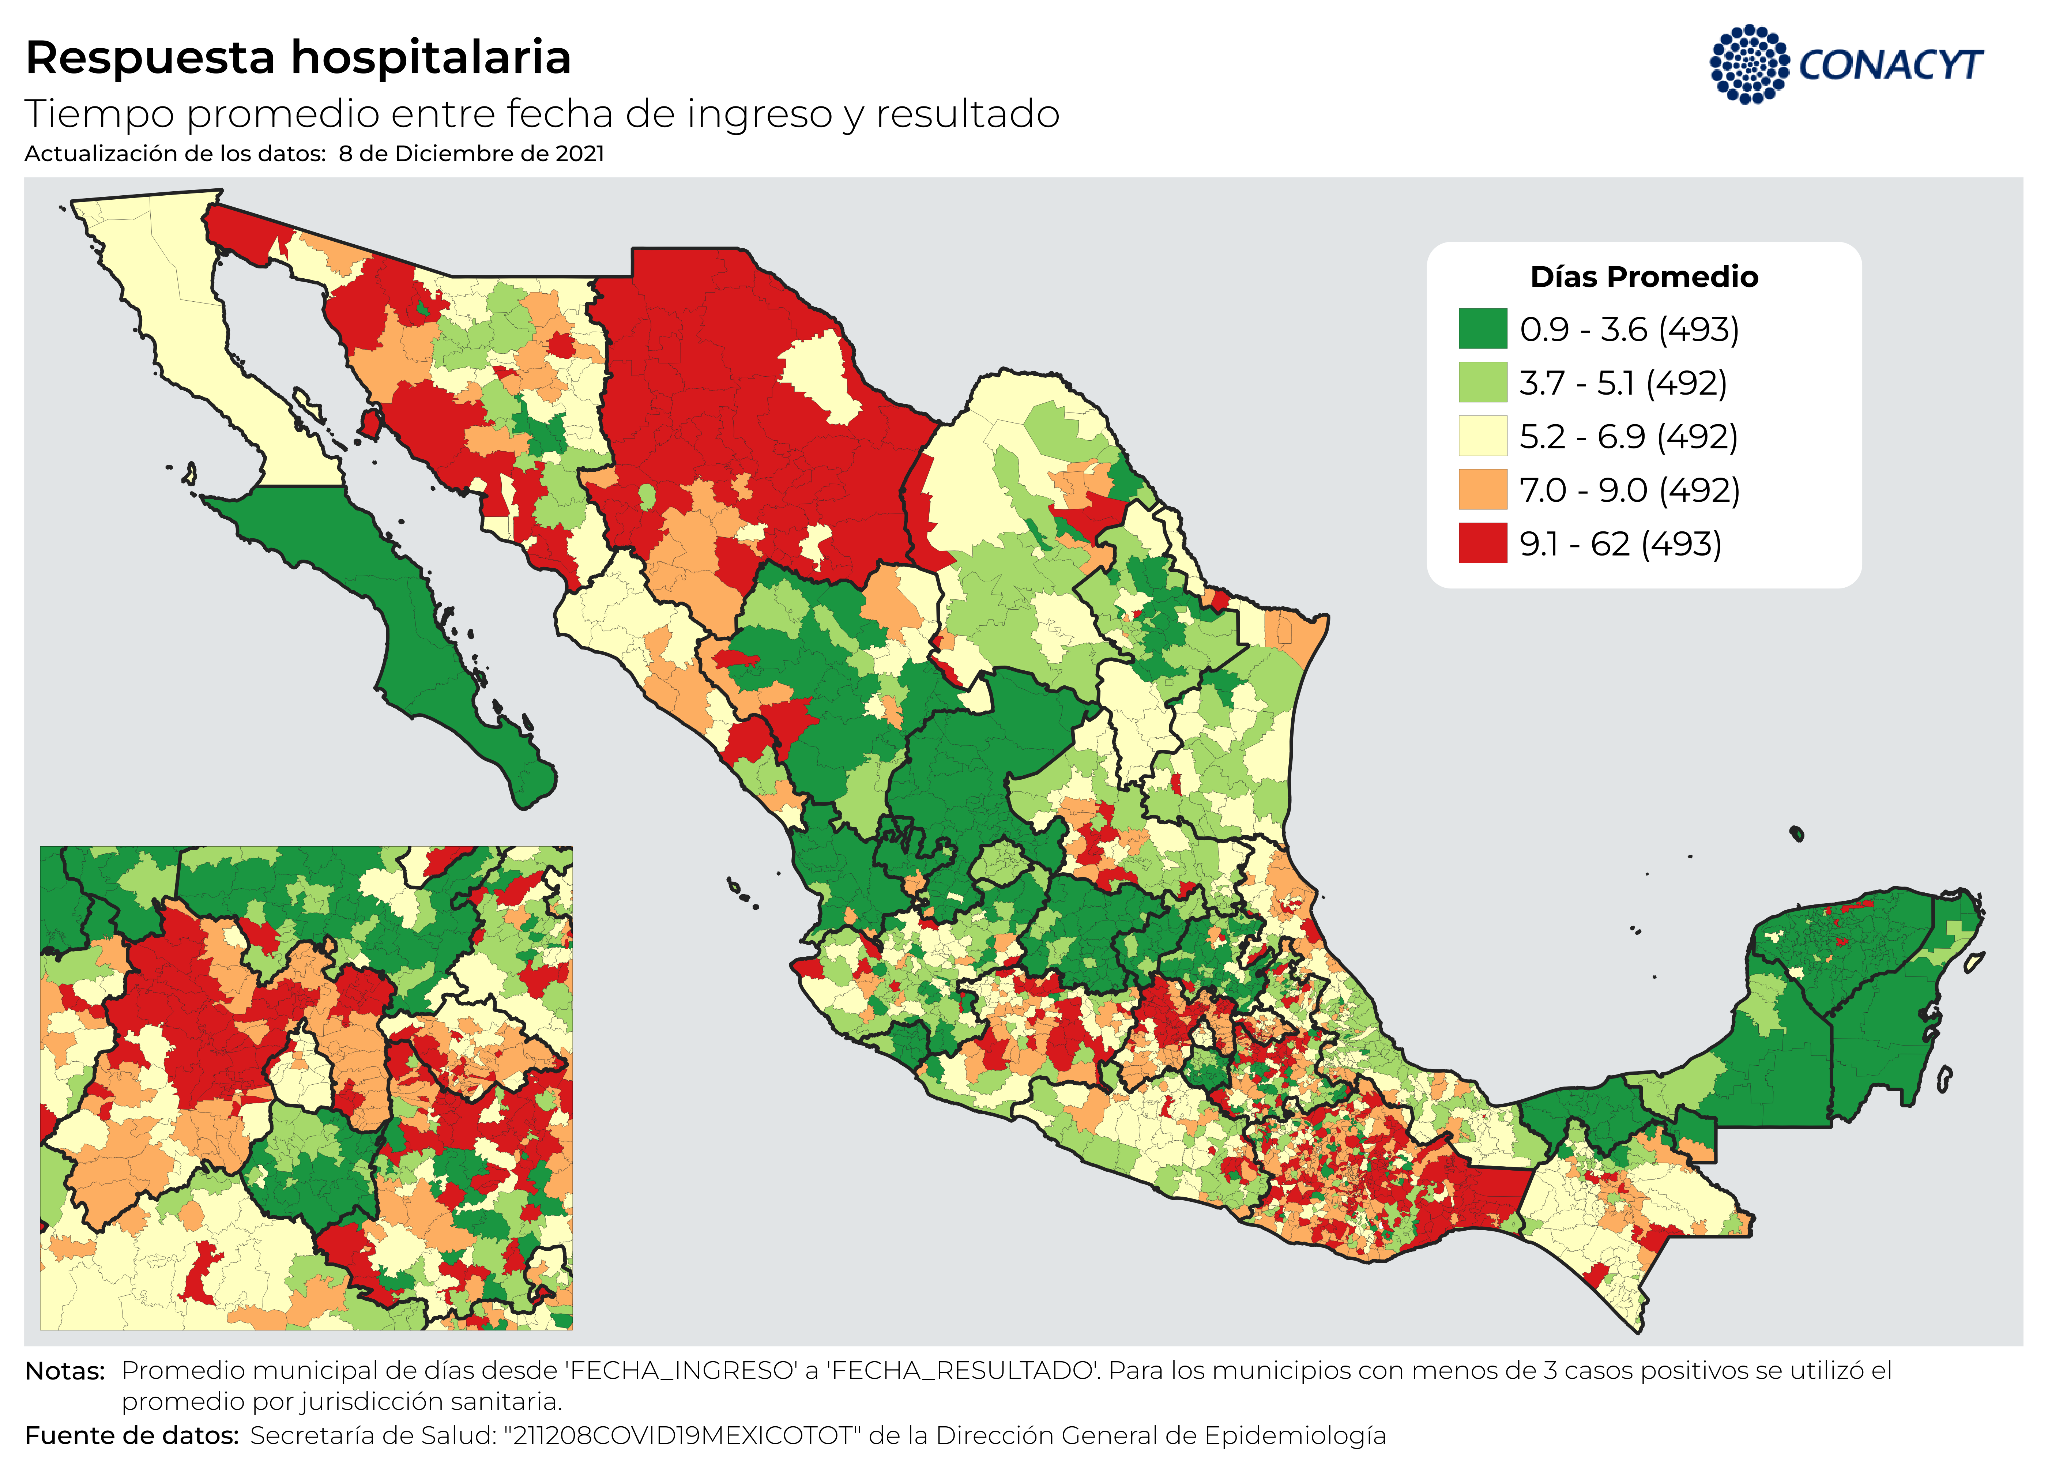 Respuesta hospitalaria
CONACYT
Tiempo promedio entre fecha de ingreso y resultado
Actualización de los datos: 8 de Diciembre de 2021
Días Promedio
0.9 - 3.6 (493)
3.7 - 5.1 (492)
5.2 - 6.9 (492)
7.0 - 9.0 (492)
9.1 - 62 (493)
Notas: Promedio municipal de días desde 'FECHA_INGRESO' a 'FECHA_RESULTADO'. Para los municipios con menos de 3 casos positivos se utilizó el
promedio por jurisdicción sanitaria.
Fuente de datos: Secretaría de Salud: "211208COVID19MEXICOTOT" de la Dirección General de Epidemiología